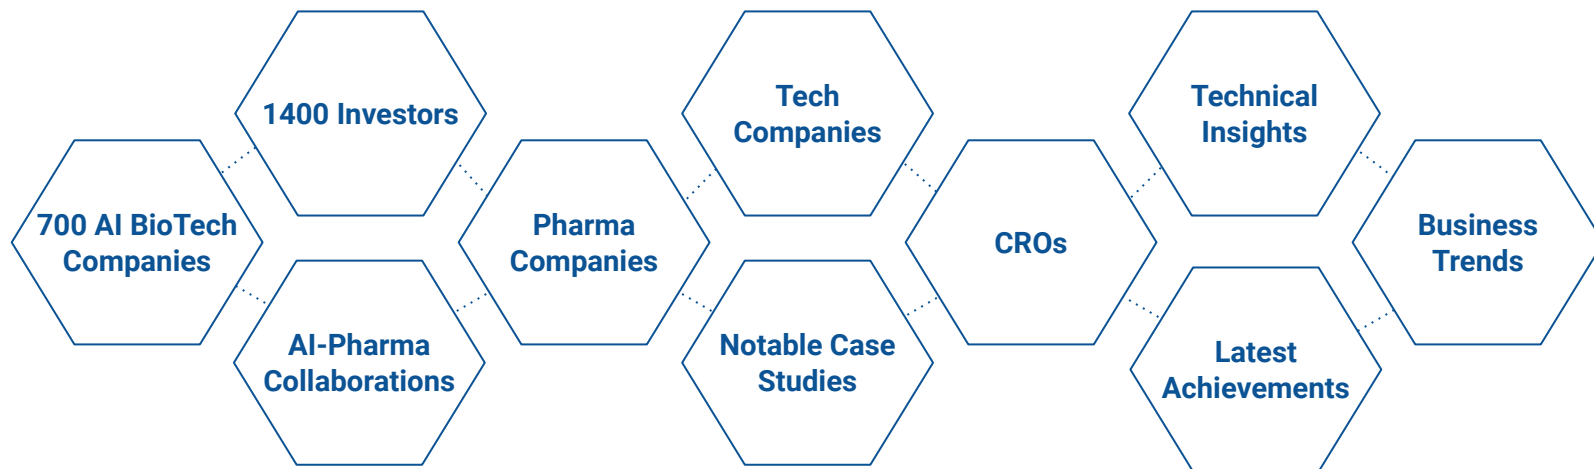 1400 Investors
Tech
Companies
Technical
Insights
700 AI BioTech
Companies
Pharma
Companies
CROs
Business
Trends
AI-Pharma
Collaborations
Notable Case
Studies
Latest
Achievements